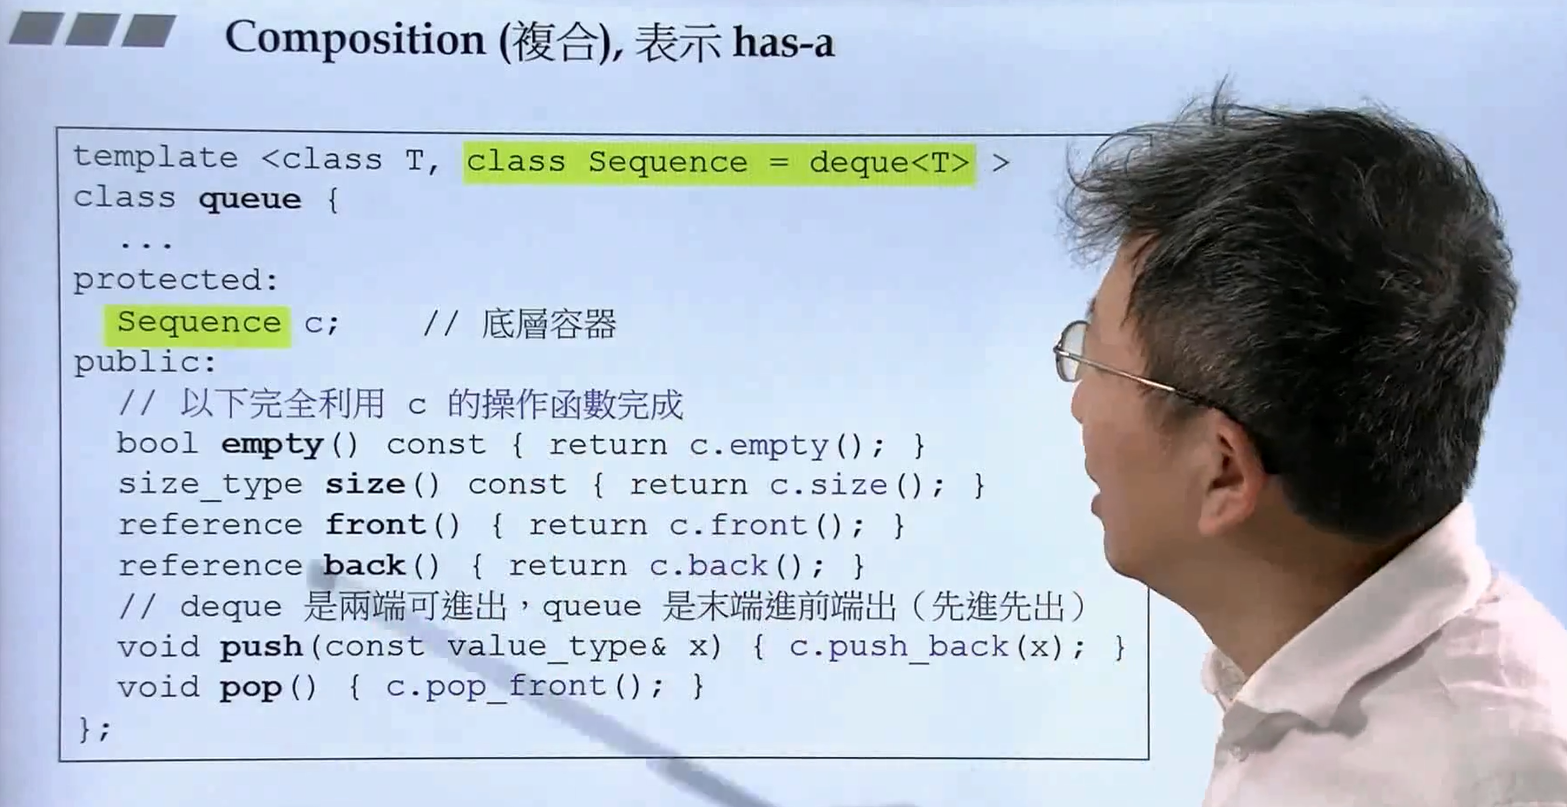 Composition (複合), 表示 has-a
template <class T, class Sequence = deque<T> >
class queue {
...
protected:
Sequence c; // 底層容器
public:
// 以下完全利用 c 的操作函數完成
bool empty() const { return c.empty(); }
size_type size() const { return c.size(); }
reference front() { return c.front(); }
reference back() { return c.back(); }
// deque 是兩端可進出，queue 是末端進前端出（先進先出）
void push(const value_type& x) { c.push_back(x); }
void pop() { c.pop_front(); }
};